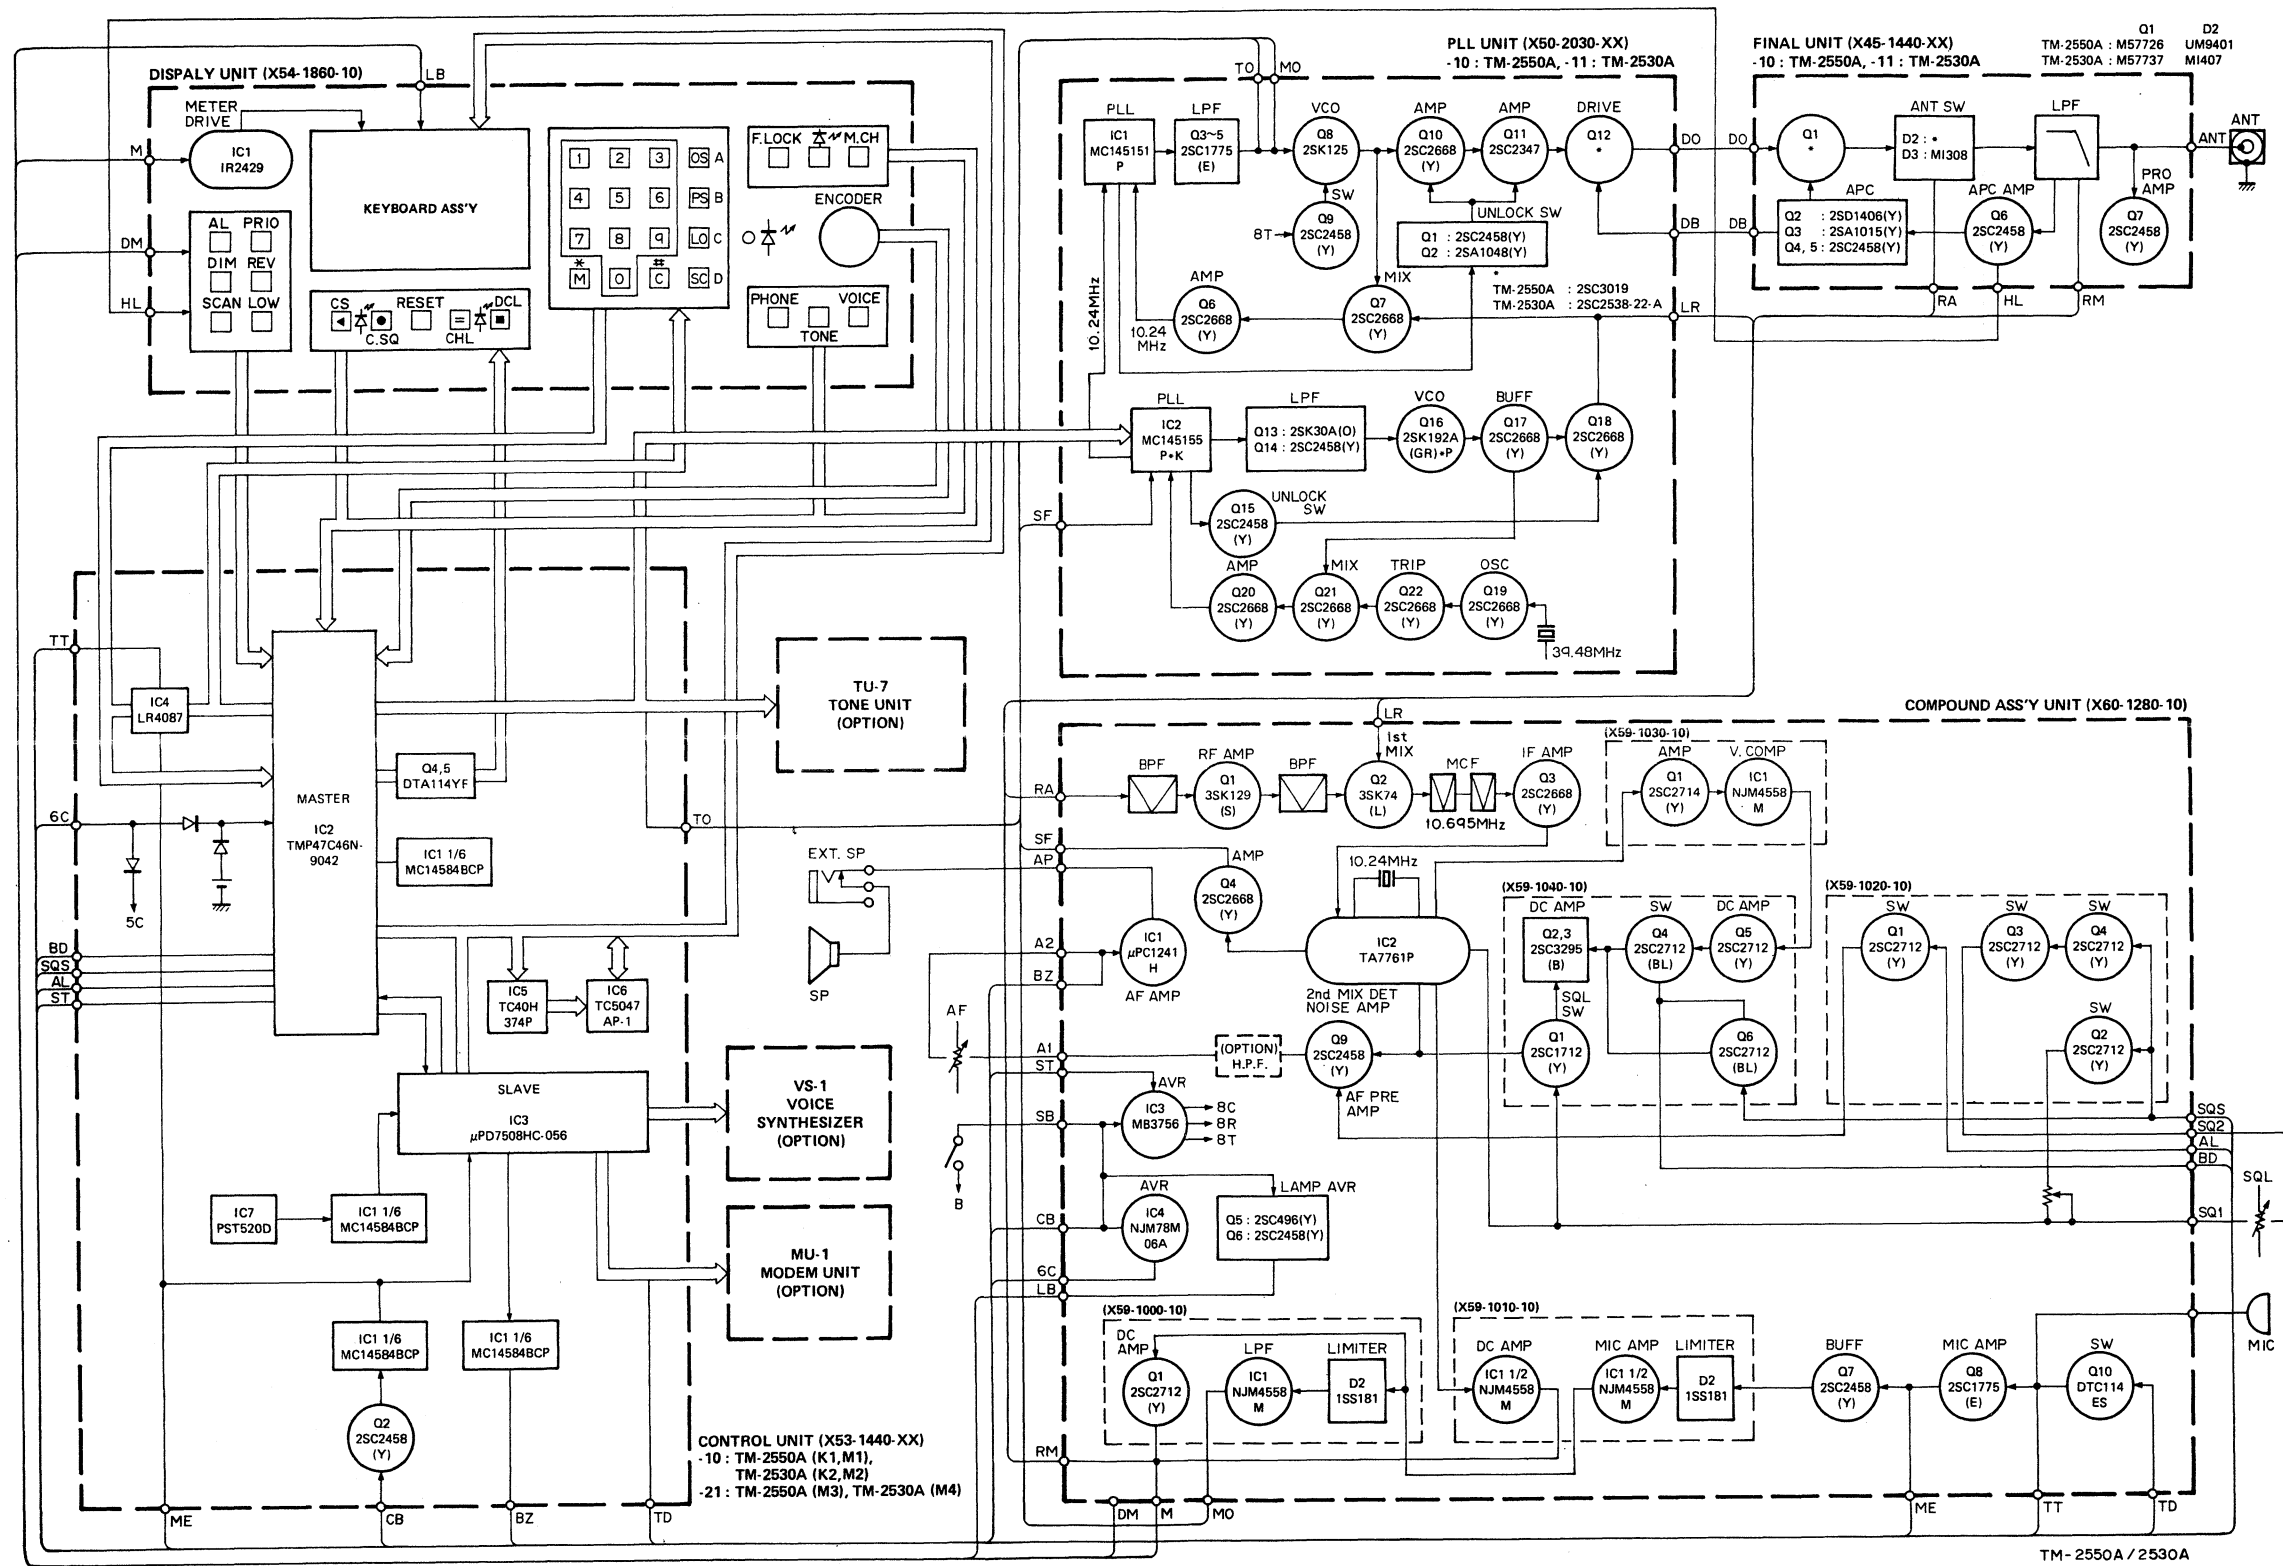 DISPALY UNIT (X54-1860-10)
LB
METER
DRIVE
IC1
IR2429
M
DM
HL
KEYBOARD ASS'Y
AL PRIO
DIM REV
SCAN LOW
CS RESET DCL
C.SQ CHL
1 2 3 OS A
4 5 6 PS B
7 8 9 LO C
* #
M 0 C SC D
F.LOCK M.CH
ENCODER
PHONE VOICE
TONE
PLL UNIT (X50-2030-XX)
-10 : TM-2550A, -11 : TM-2530A
TO MO
PLL
IC1
MC145151
P
LPF
Q3~5
2SC1775
(E)
VCO
Q8
2SK125
AMP
Q10
2SC2668
(Y)
AMP
Q11
2SC2347
DRIVE
Q12
*
DO
DB
SW
Q9
2SC2458
(Y)
8T
UNLOCK SW
Q1 : 2SC2458(Y)
Q2 : 2SA1048(Y)
*
TM-2550A : 2SC3019
TM-2530A : 2SC2538-22-A
10.24MHz
10.24
MHz
AMP
Q6
2SC2668
(Y)
MIX
Q7
2SC2668
(Y)
LR
PLL
IC2
MC145155
P*K
LPF
Q13 : 2SK30A(O)
Q14 : 2SC2458(Y)
VCO
Q16
2SK192A
(GR)*P
BUFF
Q17
2SC2668
(Y)
Q18
2SC2668
(Y)
SF
Q15
2SC2458
(Y)
UNLOCK
SW
AMP
Q20
2SC2668
(Y)
MIX
Q21
2SC2668
(Y)
TRIP
Q22
2SC2668
(Y)
OSC
Q19
2SC2668
(Y)
39.48MHz
FINAL UNIT (X45-1440-XX)
-10 : TM-2550A, -11 : TM-2530A
Q1 D2
TM-2550A : M57726 UM9401
TM-2530A : M57737 MI407
DO
DB
Q1
*
ANT SW
D2 : *
D3 : MI308
LPF
ANT
ANT
APC
Q2 : 2SD1406(Y)
Q3 : 2SA1015(Y)
Q4, 5 : 2SC2458(Y)
APC AMP
Q6
2SC2458
(Y)
PRO
AMP
Q7
2SC2458
(Y)
RA
HL
RM
TT
IC4
LR4087
MASTER
IC2
TMP47C46N-
9042
Q4,5
DTA114YF
IC1 1/6
MC14584BCP
6C
5C
TO
BD
SQS
AL
ST
IC5
TC40H
374P
IC6
TC5047
AP-1
SLAVE
IC3
μPD7508HC-056
IC7
PST520D
IC1 1/6
MC14584BCP
IC1 1/6
MC14584BCP
IC1 1/6
MC14584BCP
Q2
2SC2458
(Y)
ME
CB
BZ
TD
CONTROL UNIT (X53-1440-XX)
-10 : TM-2550A (K1,M1),
TM-2530A (K2,M2)
-21 : TM-2550A (M3), TM-2530A (M4)
TU-7
TONE UNIT
(OPTION)
VS-1
VOICE
SYNTHESIZER
(OPTION)
MU-1
MODEM UNIT
(OPTION)
EXT. SP
SP
AF
B
COMPOUND ASS'Y UNIT (X60-1280-10)
LR
RA
BPF
RF AMP
Q1
3SK129
(S)
BPF
1st
MIX
Q2
3SK74
(L)
MCF
10.695MHz
IF AMP
Q3
2SC2668
(Y)
(X59-1030-10)
AMP
Q1
2SC2714
(Y)
V. COMP
IC1
NJM4558
M
SF
AP
AMP
Q4
2SC2668
(Y)
10.24MHz
IC2
TA7761P
2nd MIX DET
NOISE AMP
A2
BZ
IC1
μPC1241
H
AF AMP
(X59-1040-10)
DC AMP
Q2,3
2SC3295
(B)
SW
Q4
2SC2712
(BL)
DC AMP
Q5
2SC2712
(Y)
SQL
SW
Q1
2SC1712
(Y)
Q6
2SC2712
(BL)
(X59-1020-10)
SW
Q1
2SC2712
(Y)
SW
Q3
2SC2712
(Y)
SW
Q4
2SC2712
(Y)
SW
Q2
2SC2712
(Y)
A1
ST
(OPTION)
H.P.F.
Q9
2SC2458
(Y)
AF PRE
AMP
SB
AVR
IC3
MB3756
8C
8R
8T
CB
AVR
IC4
NJM78M
06A
LAMP AVR
Q5 : 2SC496(Y)
Q6 : 2SC2458(Y)
6C
LB
SQS
SQ2
AL
BD
SQ1
SQL
MIC
(X59-1000-10)
DC
AMP
Q1
2SC2712
(Y)
LPF
IC1
NJM4558
M
LIMITER
D2
1SS181
(X59-1010-10)
DC AMP
IC1 1/2
NJM4558
M
MIC AMP
IC1 1/2
NJM4558
M
LIMITER
D2
1SS181
BUFF
Q7
2SC2458
(Y)
MIC AMP
Q8
2SC1775
(E)
SW
Q10
DTC114
ES
RM
DM
M
MO
ME
TT
TD
TM-2550A/2530A